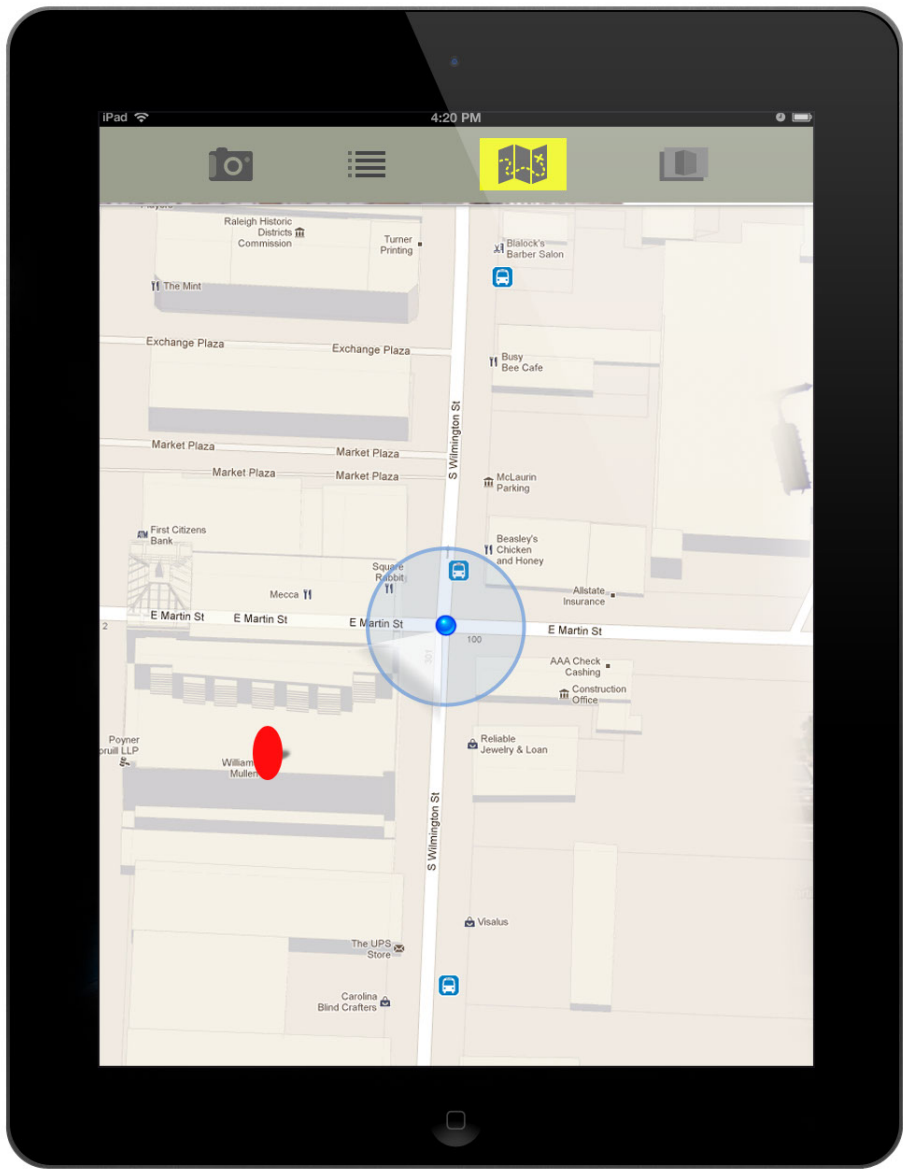 iPad
4:20 PM
Players
Raleigh Historic
Districts
Commission
Turner
Printing
Blalock's
Barber Salon
The Mint
Exchange Plaza
Exchange Plaza
Busy
Bee Cafe
S Wilmington St
Market Plaza
Market Plaza
Market Plaza
Market Plaza
McLaurin
Parking
First Citizens
Bank
Beasley's
Chicken
and Honey
Square
Rabbit
Mecca
Allstate
Insurance
E Martin St
E Martin St
E Martin St
E Martin St
2
100
301
AAA Check
Cashing
Construction
Office
Poyner
pruill LLP
William
Mullen
Reliable
Jewelry & Loan
S Wilmington St
Visalus
The UPS
Store
Carolina
Blind Crafters